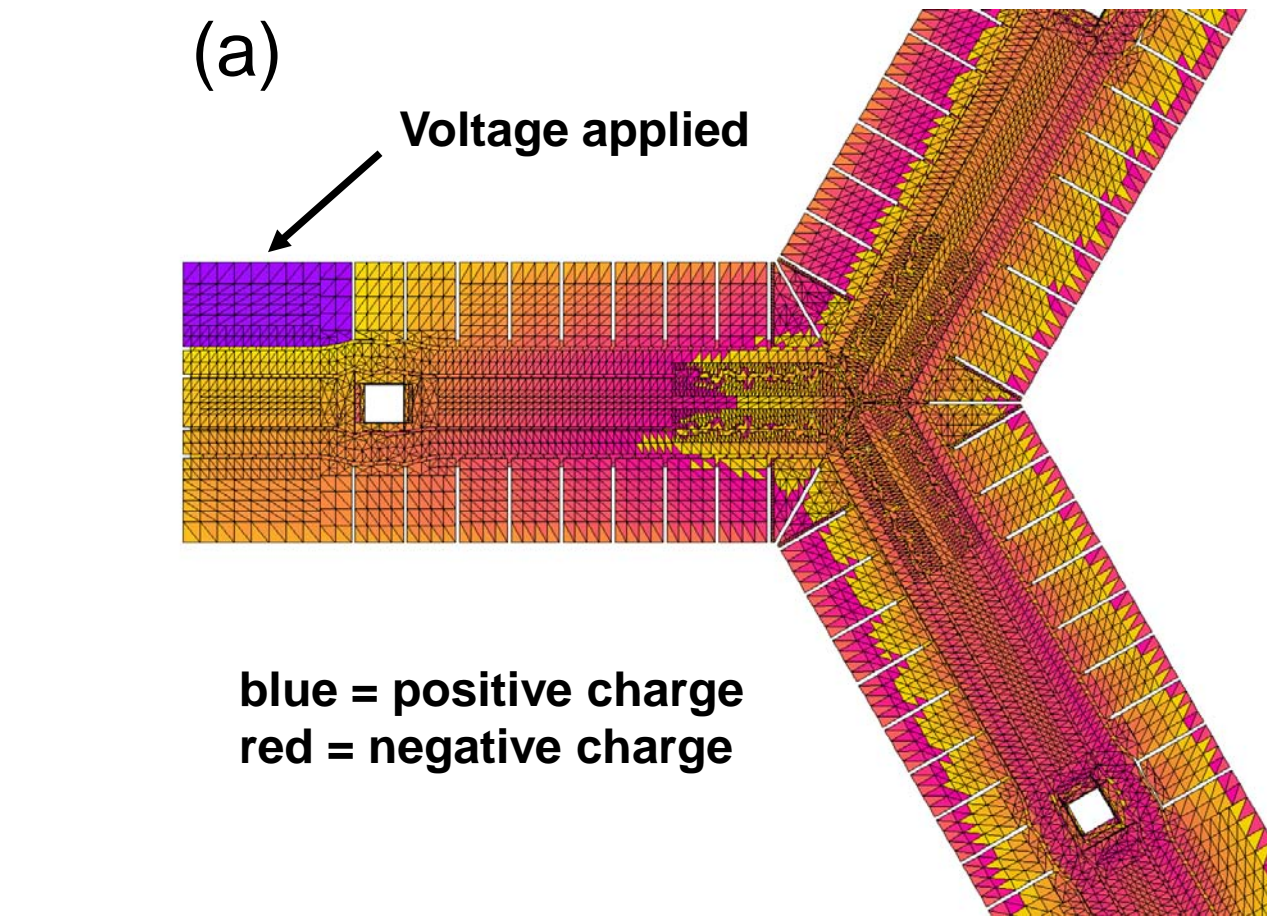 (a)
Voltage applied
blue = positive charge
red = negative charge